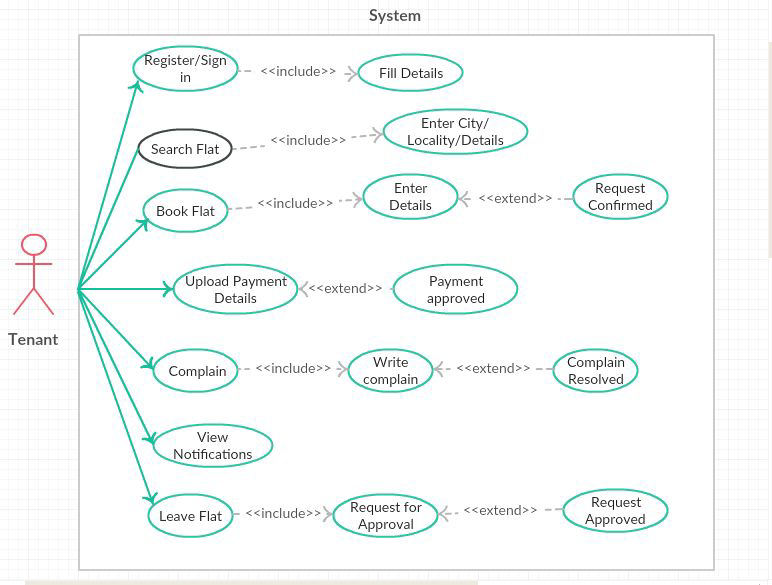 System
Register/Sign
in
<<include>>
Fill Details
Search Flat
<<include>>
Enter City/
Locality/Details
Book Flat
<<include>>
Enter
Details
<<extend>>
Request
Confirmed
Upload Payment
Details
<<extend>>
Payment
approved
Tenant
Complain
<<include>>
Write
complain
<<extend>>
Complain
Resolved
View
Notifications
Leave Flat
<<include>>
Request for
Approval
<<extend>>
Request
Approved